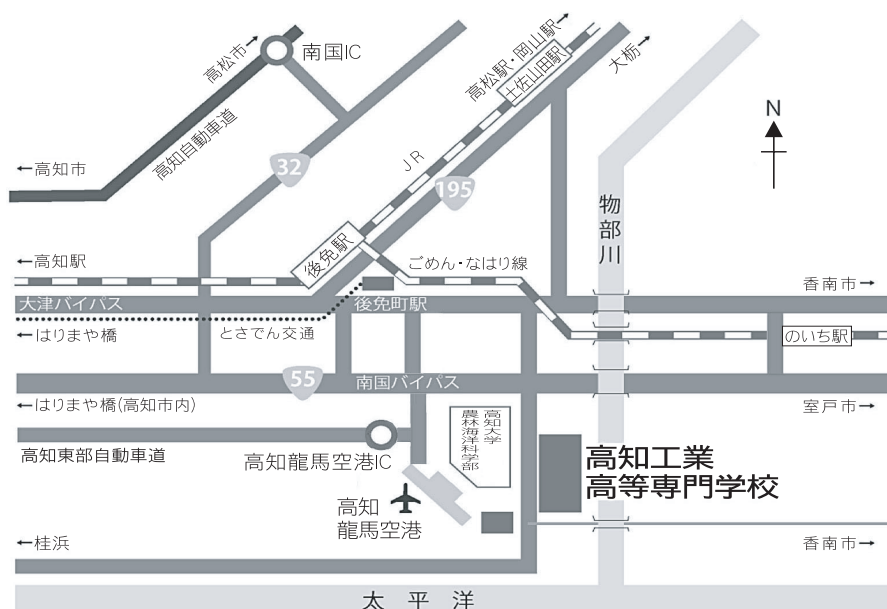 高松市→
南国IC
高松駅・岡山駅→
土佐山田駅
大栃→
N
←高知市
高知自動車道
32
JR
195
物部川
←高知駅
後免駅
ごめん・なはり線
香南市→
大津バイパス
後免町駅
←はりまや橋
とさでん交通
のいち駅
55
南国バイパス
←はりまや橋(高知市内)
室戸市→
高知大学
農林海洋科学部
高知東部自動車道
高知龍馬空港IC
高知工業
高等専門学校
高知
龍馬空港
←桂浜
香南市→
太平洋